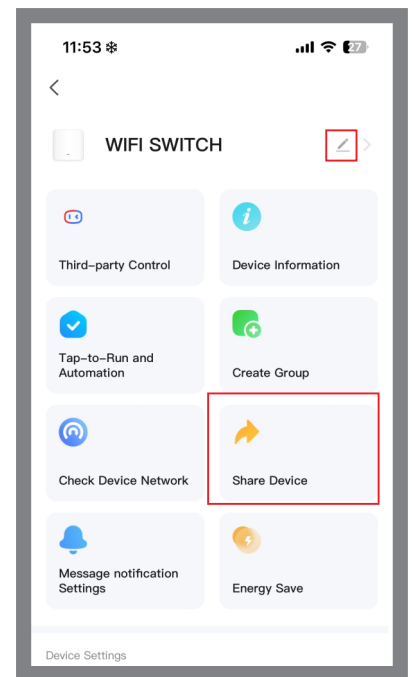 11:53
27
WIFI SWITCH
Third-party Control
Device Information
Tap-to-Run and
Automation
Create Group
Check Device Network
Share Device
Message notification
Settings
Energy Save
Device Settings